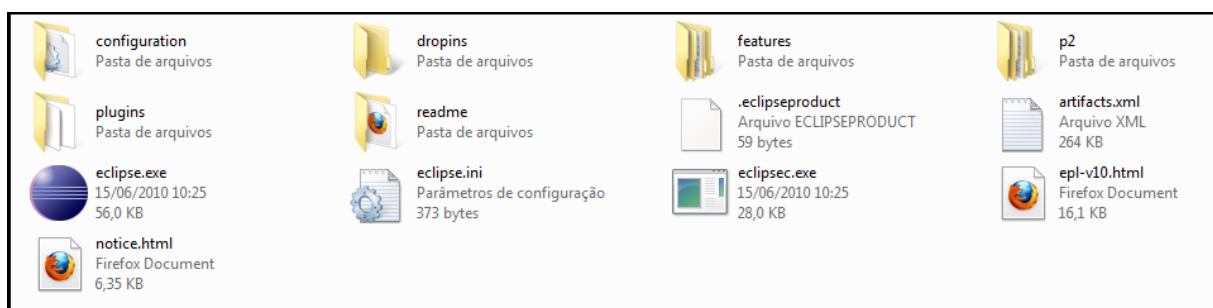 configuration
Pasta de arquivos
dropins
Pasta de arquivos
features
Pasta de arquivos
p2
Pasta de arquivos
plugins
Pasta de arquivos
readme
Pasta de arquivos
.eclipseproduct
Arquivo ECLIPSEPRODUCT
59 bytes
artifacts.xml
Arquivo XML
264 KB
eclipse.exe
15/06/2010 10:25
56,0 KB
eclipse.ini
Parâmetros de configuração
373 bytes
eclipsec.exe
15/06/2010 10:25
28,0 KB
epl-v10.html
Firefox Document
16,1 KB
notice.html
Firefox Document
6,35 KB